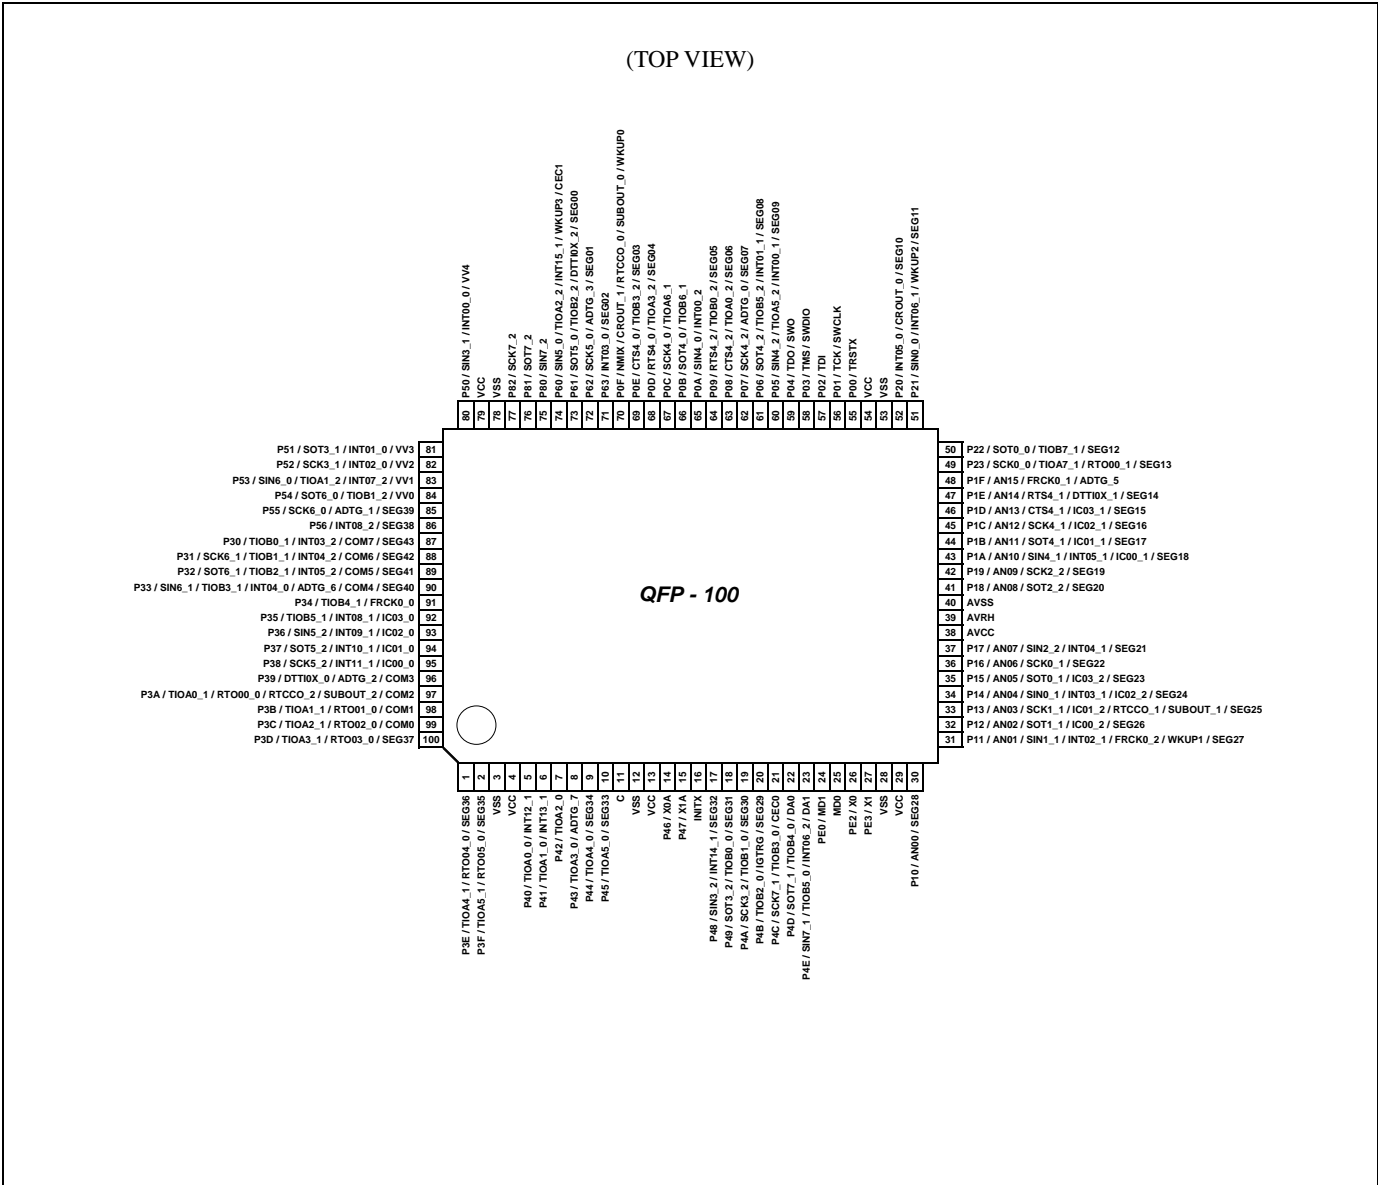 (TOP VIEW)
P50 / SIN3_1 / INT00_0 / VV4
VCC
VSS
P82 / SCK7_2
P81 / SOT7_2
P80 / SIN7_2
P60 / SIN5_0 / TIOA2_2 / INT15_1 / WKUP3 / CEC1
P61 / SOT5_0 / TIOB2_2 / DTTI0X_2 / SEG00
P62 / SCK5_0 / ADTG_3 / SEG01
P63 / INT03_0 / SEG02
P0F / NMIX / CROUT_1 / RTCCO_0 / SUBOUT_0 / WKUP0
P0E / CTS4_0 / TIOB3_2 / SEG03
P0D / RTS4_0 / TIOA3_2 / SEG04
P0C / SCK4_0 / TIOA6_1
P0B / SOT4_0 / TIOB6_1
P0A / SIN4_0 / INT00_2
P09 / RTS4_2 / TIOB0_2 / SEG05
P08 / CTS4_2 / TIOA0_2 / SEG06
P07 / SCK4_2 / ADTG_0 / SEG07
P06 / SOT4_2 / TIOB5_2 / INT01_1 / SEG08
P05 / SIN4_2 / TIOA5_2 / INT00_1 / SEG09
P04 / TDO / SWO
P03 / TMS / SWDIO
P02 / TDI
P01 / TCK / SWCLK
P00 / TRSTX
VCC
VSS
P20 / INT05_0 / CROUT_0 / SEG10
P21 / SIN0_0 / INT06_1 / WKUP2 / SEG11
80 79 78 77 76 75 74 73 72 71 70 69 68 67 66 65 64 63 62 61 60 59 58 57 56 55 54 53 52 51
P51 / SOT3_1 / INT01_0 / VV3 81
P52 / SCK3_1 / INT02_0 / VV2 82
P53 / SIN6_0 / TIOA1_2 / INT07_2 / VV1 83
P54 / SOT6_0 / TIOB1_2 / VV0 84
P55 / SCK6_0 / ADTG_1 / SEG39 85
P56 / INT08_2 / SEG38 86
P30 / TIOB0_1 / INT03_2 / COM7 / SEG43 87
P31 / SCK6_1 / TIOB1_1 / INT04_2 / COM6 / SEG42 88
P32 / SOT6_1 / TIOB2_1 / INT05_2 / COM5 / SEG41 89
P33 / SIN6_1 / TIOB3_1 / INT04_0 / ADTG_6 / COM4 / SEG40 90
P34 / TIOB4_1 / FRCK0_0 91
P35 / TIOB5_1 / INT08_1 / IC03_0 92
P36 / SIN5_2 / INT09_1 / IC02_0 93
P37 / SOT5_2 / INT10_1 / IC01_0 94
P38 / SCK5_2 / INT11_1 / IC00_0 95
P39 / DTTI0X_0 / ADTG_2 / COM3 96
P3A / TIOA0_1 / RTO00_0 / RTCCO_2 / SUBOUT_2 / COM2 97
P3B / TIOA1_1 / RTO01_0 / COM1 98
P3C / TIOA2_1 / RTO02_0 / COM0 99
P3D / TIOA3_1 / RTO03_0 / SEG37 100
QFP - 100
50 P22 / SOT0_0 / TIOB7_1 / SEG12
49 P23 / SCK0_0 / TIOA7_1 / RTO00_1 / SEG13
48 P1F / AN15 / FRCK0_1 / ADTG_5
47 P1E / AN14 / RTS4_1 / DTTI0X_1 / SEG14
46 P1D / AN13 / CTS4_1 / IC03_1 / SEG15
45 P1C / AN12 / SCK4_1 / IC02_1 / SEG16
44 P1B / AN11 / SOT4_1 / IC01_1 / SEG17
43 P1A / AN10 / SIN4_1 / INT05_1 / IC00_1 / SEG18
42 P19 / AN09 / SCK2_2 / SEG19
41 P18 / AN08 / SOT2_2 / SEG20
40 AVSS
39 AVRH
38 AVCC
37 P17 / AN07 / SIN2_2 / INT04_1 / SEG21
36 P16 / AN06 / SCK0_1 / SEG22
35 P15 / AN05 / SOT0_1 / IC03_2 / SEG23
34 P14 / AN04 / SIN0_1 / INT03_1 / IC02_2 / SEG24
33 P13 / AN03 / SCK1_1 / IC01_2 / RTCCO_1 / SUBOUT_1 / SEG25
32 P12 / AN02 / SOT1_1 / IC00_2 / SEG26
31 P11 / AN01 / SIN1_1 / INT02_1 / FRCK0_2 / WKUP1 / SEG27
1 2 3 4 5 6 7 8 9 10 11 12 13 14 15 16 17 18 19 20 21 22 23 24 25 26 27 28 29 30
P3E / TIOA4_1 / RTO04_0 / SEG36
P3F / TIOA5_1 / RTO05_0 / SEG35
VSS
VCC
P40 / TIOA0_0 / INT12_1
P41 / TIOA1_0 / INT13_1
P42 / TIOA2_0
P43 / TIOA3_0 / ADTG_7
P44 / TIOA4_0 / SEG34
P45 / TIOA5_0 / SEG33
C
VSS
VCC
P46 / X0A
P47 / X1A
INITX
P48 / SIN3_2 / INT14_1 / SEG32
P49 / SOT3_2 / TIOB0_0 / SEG31
P4A / SCK3_2 / TIOB1_0 / SEG30
P4B / TIOB2_0 / IGTRG / SEG29
P4C / SCK7_1 / TIOB3_0 / CEC0
P4D / SOT7_1 / TIOB4_0 / DA0
P4E / SIN7_1 / TIOB5_0 / INT06_2 / DA1
PE0 / MD1
MD0
PE2 / X0
PE3 / X1
VSS
VCC
P10 / AN00 / SEG28